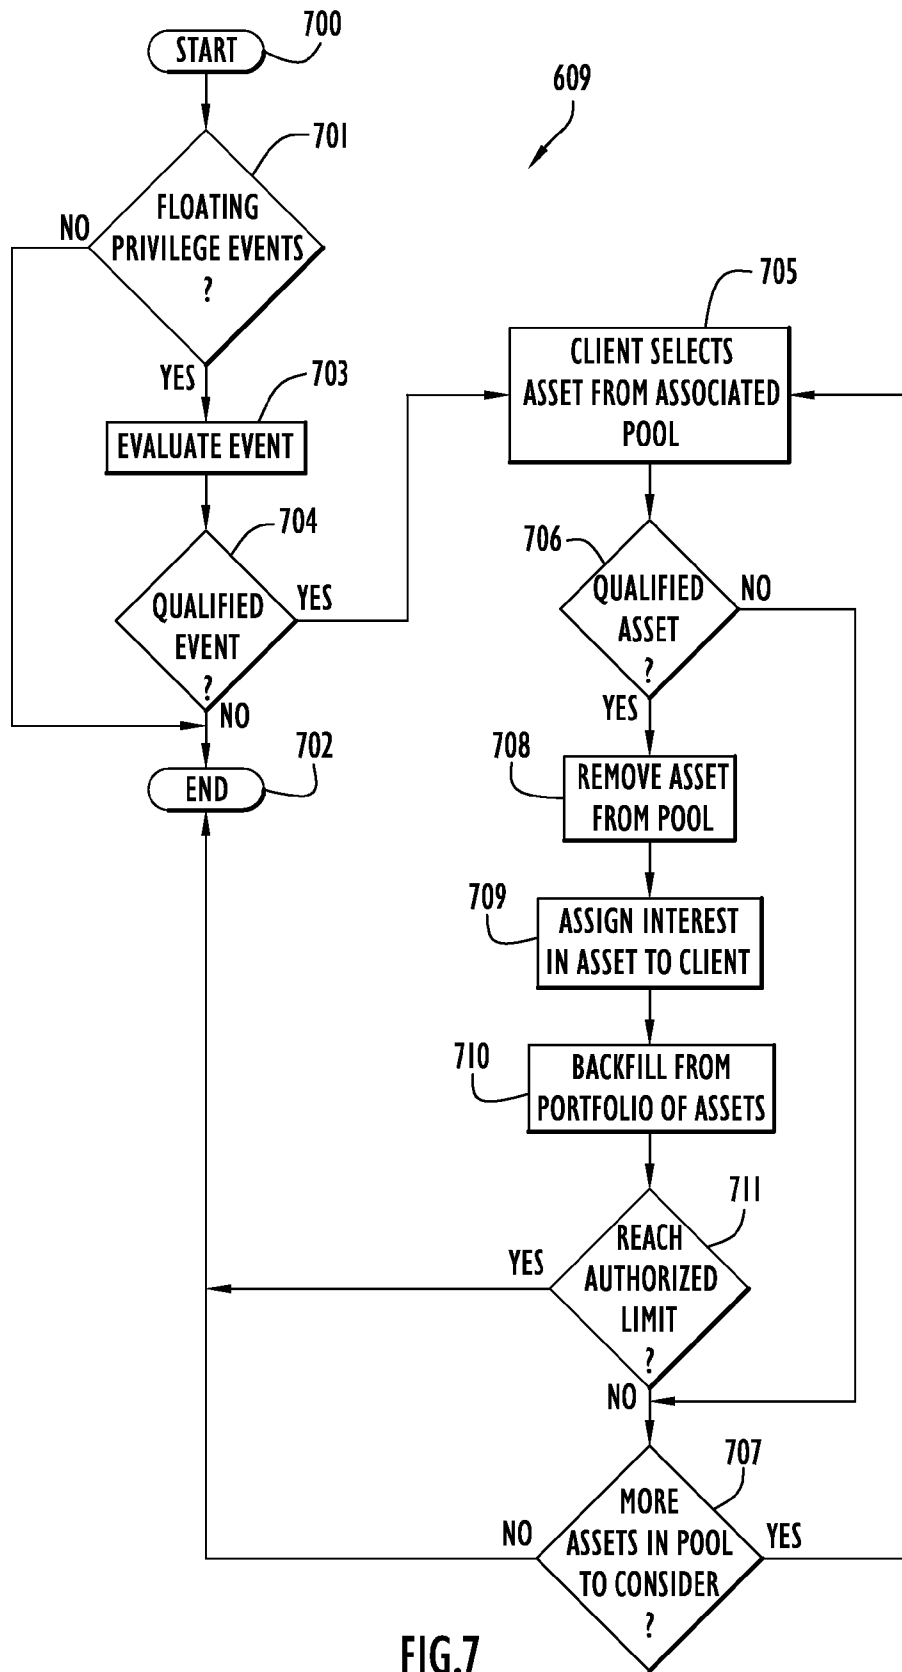 START
700
609
701
FLOATING
PRIVILEGE EVENTS
?
NO
YES
703
EVALUATE EVENT
704
QUALIFIED
EVENT
?
YES
NO
702
END
705
CLIENT SELECTS
ASSET FROM ASSOCIATED
POOL
706
QUALIFIED
ASSET
?
NO
YES
708
REMOVE ASSET
FROM POOL
709
ASSIGN INTEREST
IN ASSET TO CLIENT
710
BACKFILL FROM
PORTFOLIO OF ASSETS
711
REACH
AUTHORIZED
LIMIT
?
YES
NO
707
MORE
ASSETS IN POOL
TO CONSIDER
?
NO
YES
FIG.7